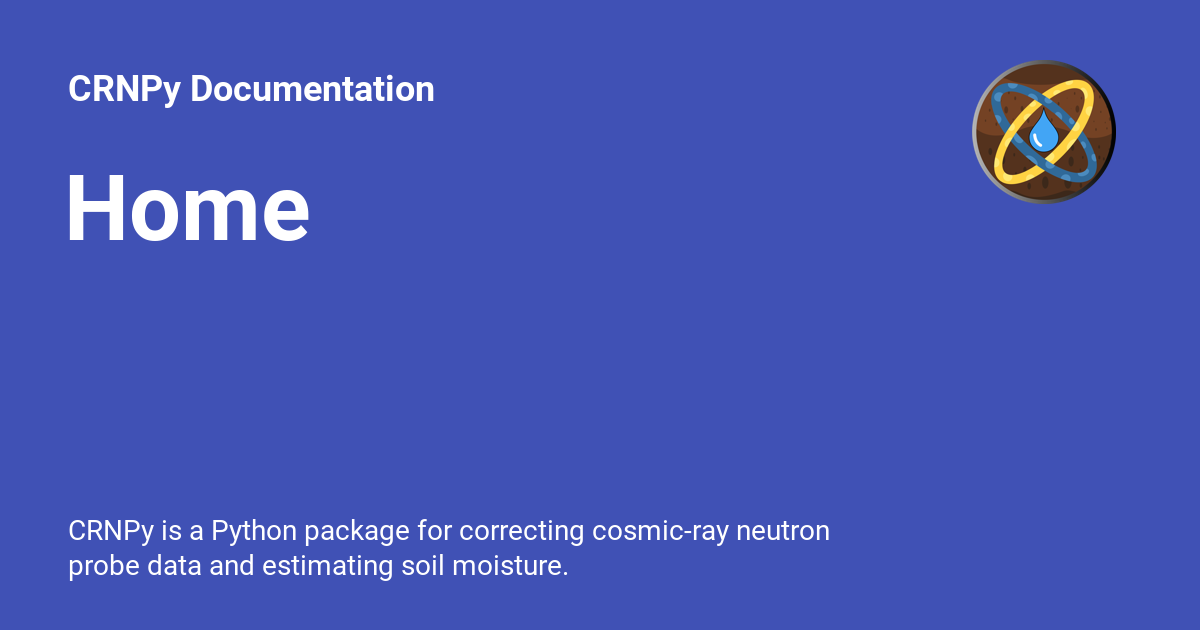 CRNPy Documentation
Home
CRNPy is a Python package for correcting cosmic-ray neutron
probe data and estimating soil moisture.